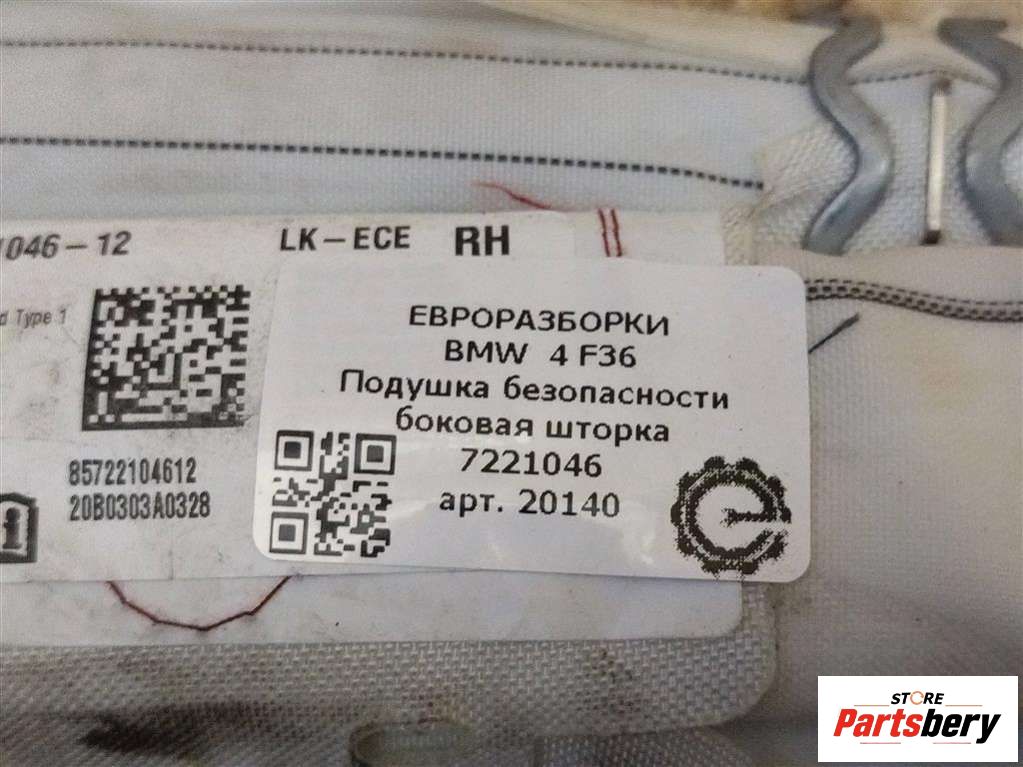 1046-12
LK-ECE RH
d Type 1
85722104612
20B0303A0328
ЕВРОРАЗБОРКИ
BMW 4 F36
Подушка безопасности
боковая шторка
7221046
арт. 20140
STORE
Partsbery